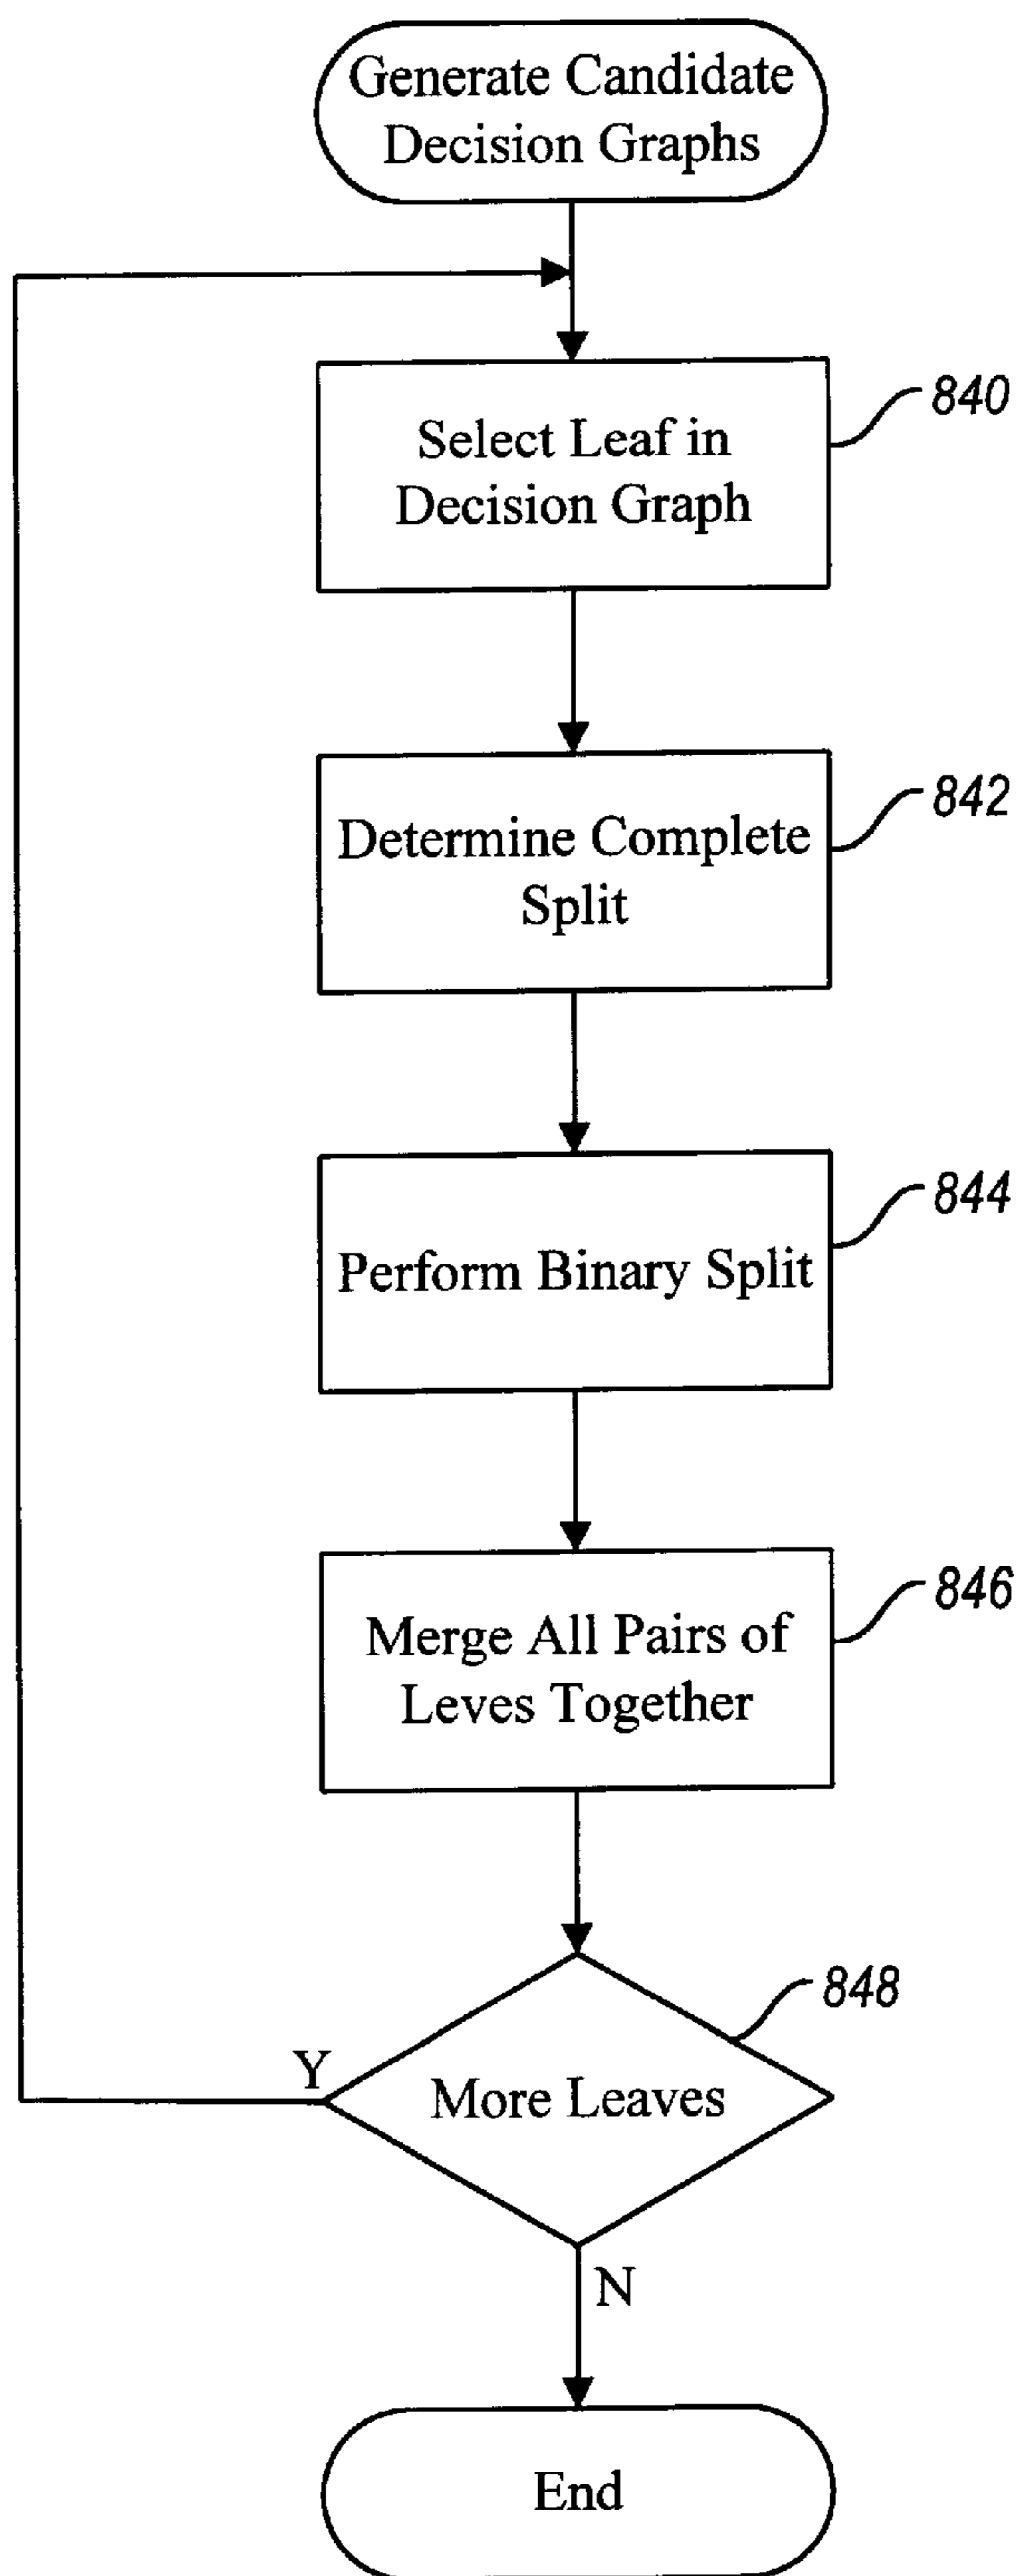 Generate Candidate
Decision Graphs
Select Leaf in
Decision Graph
840
Determine Complete
Split
842
Perform Binary Split
844
Merge All Pairs of
Leves Together
846
More Leaves
848
Y
N
End